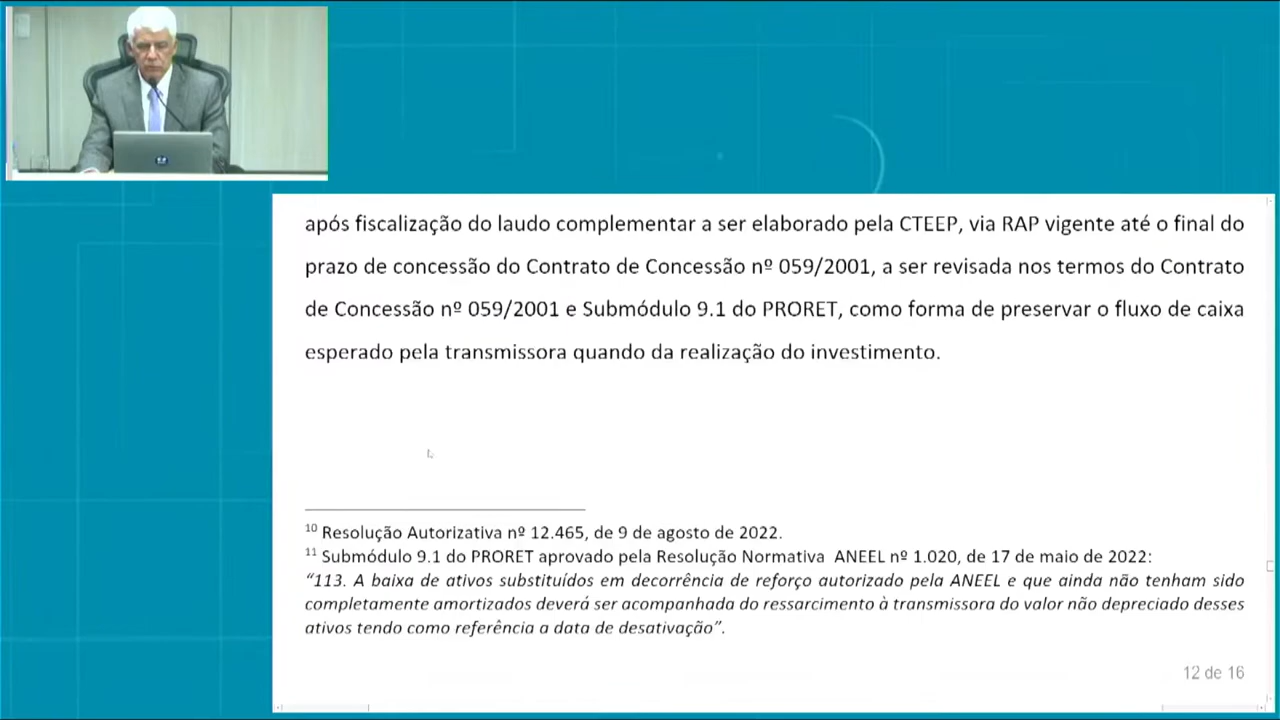 após fiscalização do laudo complementar a ser elaborado pela CTEEP, via RAP vigente até o final do
prazo de concessão do Contrato de Concessão nº 059/2001, a ser revisada nos termos do Contrato
de Concessão nº 059/2001 e Submódulo 9.1 do PRORET, como forma de preservar o fluxo de caixa
esperado pela transmissora quando da realização do investimento.
10 Resolução Autorizativa nº 12.465, de 9 de agosto de 2022.
11 Submódulo 9.1 do PRORET aprovado pela Resolução Normativa ANEEL nº 1.020, de 17 de maio de 2022:
“113. A baixa de ativos substituídos em decorrência de reforço autorizado pela ANEEL e que ainda não tenham sido
completamente amortizados deverá ser acompanhada do ressarcimento à transmissora do valor não depreciado desses
ativos tendo como referência a data de desativação”.
12 de 16